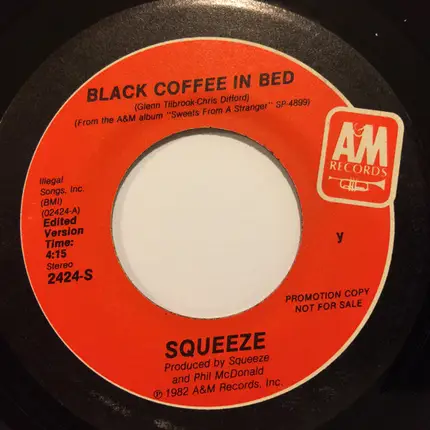 BLACK COFFEE IN BED
(Glenn Tilbrook-Chris Difford)
(From the A&M album "Sweets From A Stranger" SP-4899)
A&M
RECORDS
Illegal
Songs, Inc.
(BMI)
(02424-A)
Edited
Version
Time:
4:15
Stereo
2424-S
y
PROMOTION COPY
NOT FOR SALE
SQUEEZE
Produced by Squeeze
and Phil McDonald
℗ 1982 A&M Records, Inc.